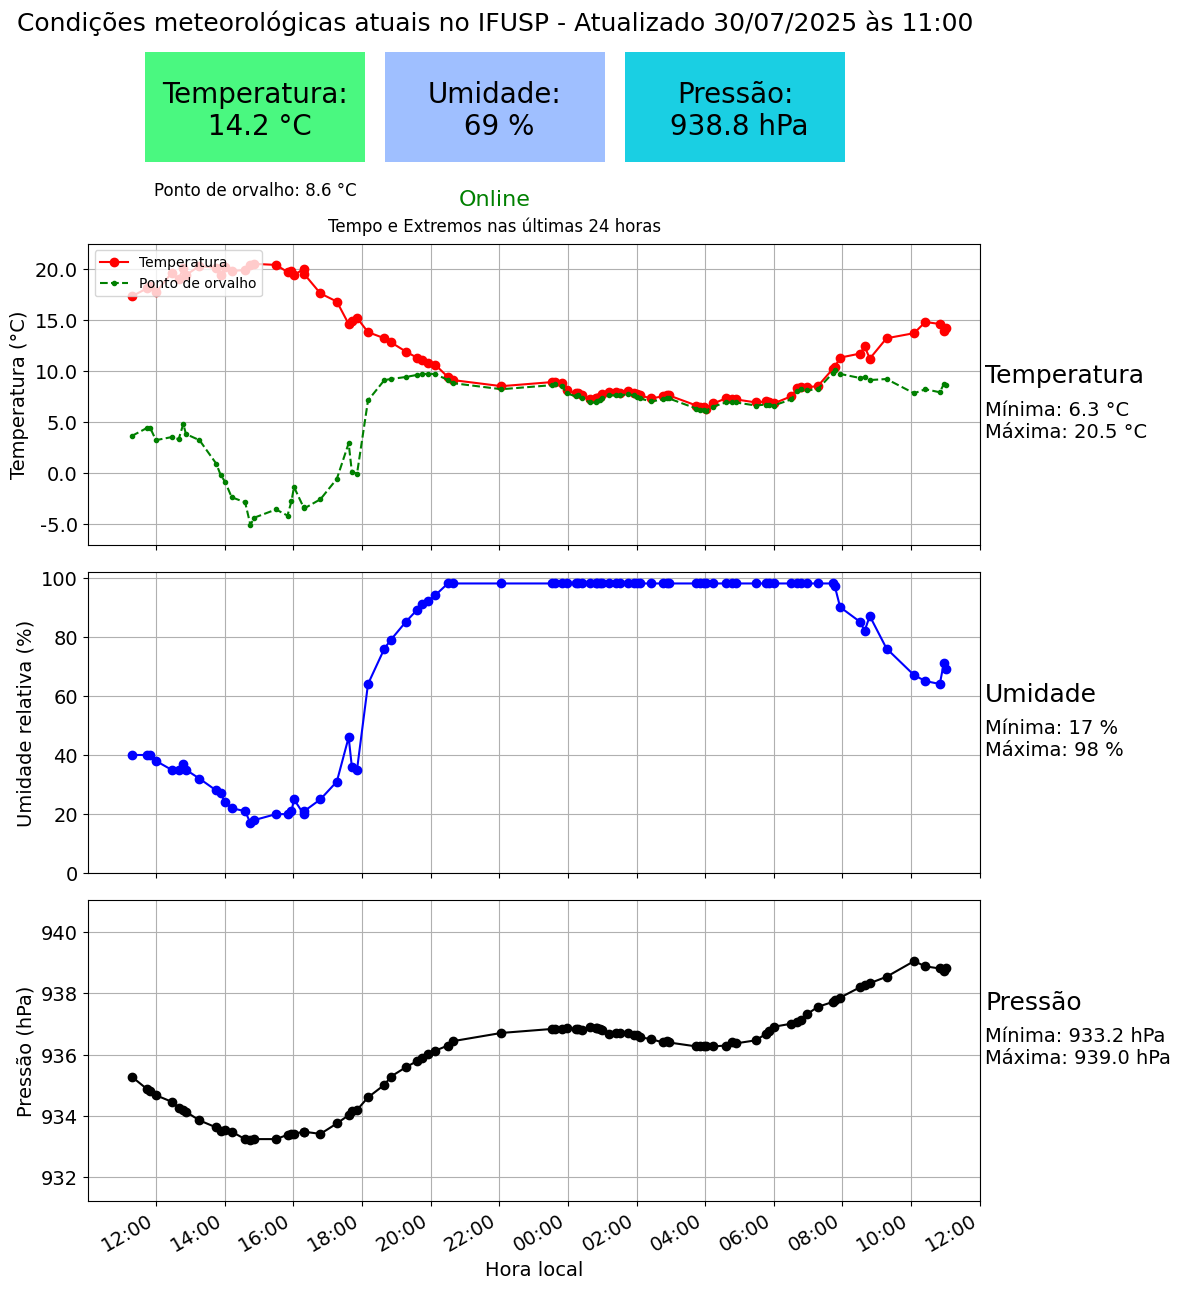 Condições meteorológicas atuais no IFUSP - Atualizado 30/07/2025 às 11:00
Temperatura:
14.2 °C
Umidade:
69 %
Pressão:
938.8 hPa
Ponto de orvalho: 8.6 °C
Online
Tempo e Extremos nas últimas 24 horas
Temperatura
Ponto de orvalho
Temperatura (°C)
20.0
15.0
10.0
5.0
0.0
-5.0
Temperatura
Mínima: 6.3 °C
Máxima: 20.5 °C
Umidade relativa (%)
100
80
60
40
20
0
Umidade
Mínima: 17 %
Máxima: 98 %
Pressão (hPa)
940
938
936
934
932
Pressão
Mínima: 933.2 hPa
Máxima: 939.0 hPa
12:00 14:00 16:00 18:00 20:00 22:00 00:00 02:00 04:00 06:00 08:00 10:00 12:00
Hora local